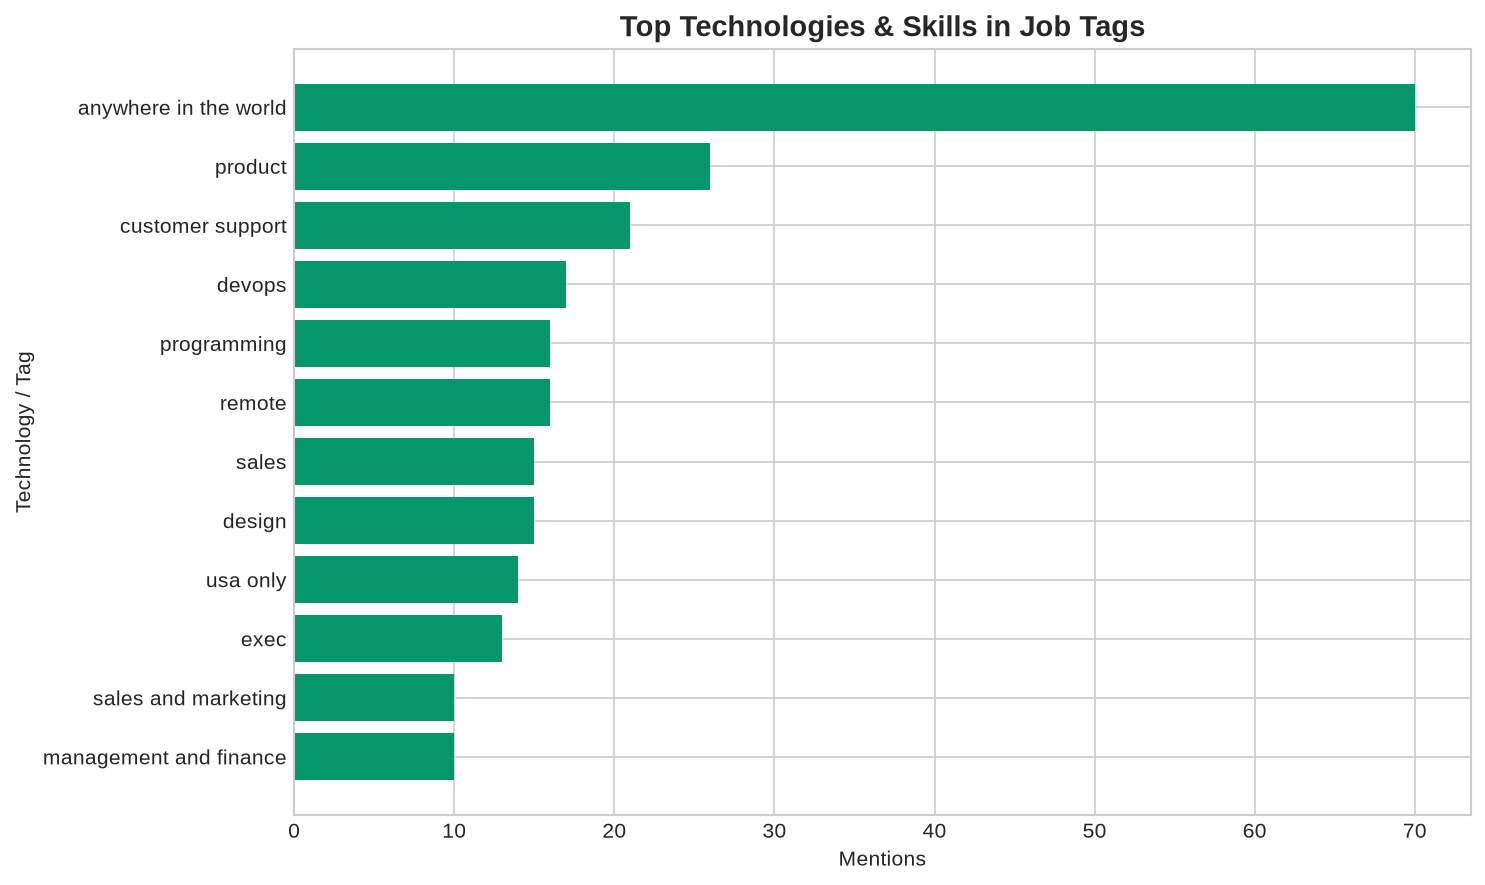 Top Technologies & Skills in Job Tags
anywhere in the world
product
customer support
devops
programming
remote
sales
design
usa only
exec
sales and marketing
management and finance
Technology / Tag
0 10 20 30 40 50 60 70
Mentions